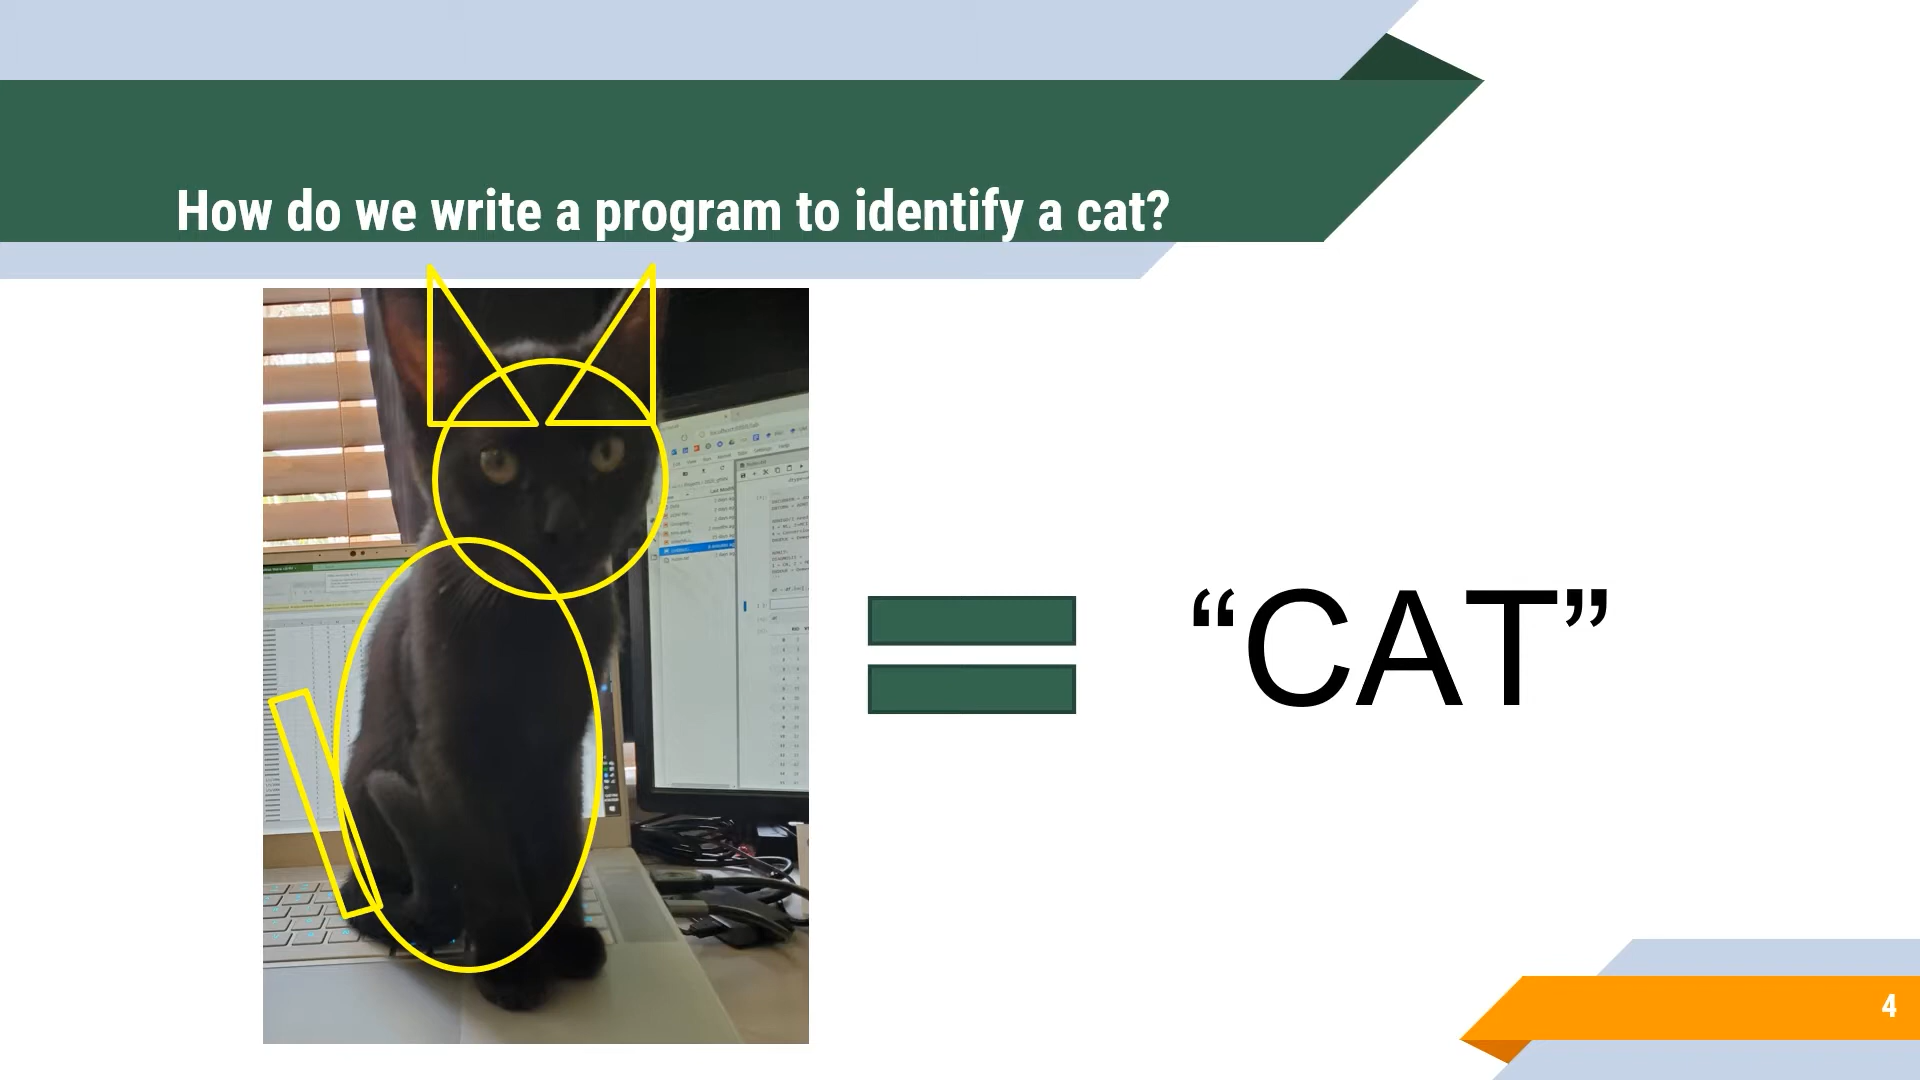 How do we write a program to identify a cat?
“CAT”
4